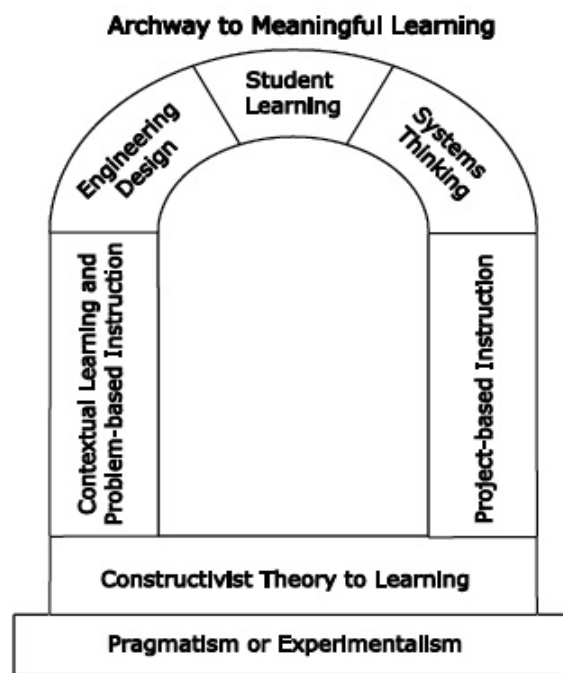 Archway to Meaningful Learning
Student
Learning
Engineering
Design
Systems
Thinking
Contextual Learning and
Problem-based Instruction
Project-based Instruction
Constructivist Theory to Learning
Pragmatism or Experimentalism